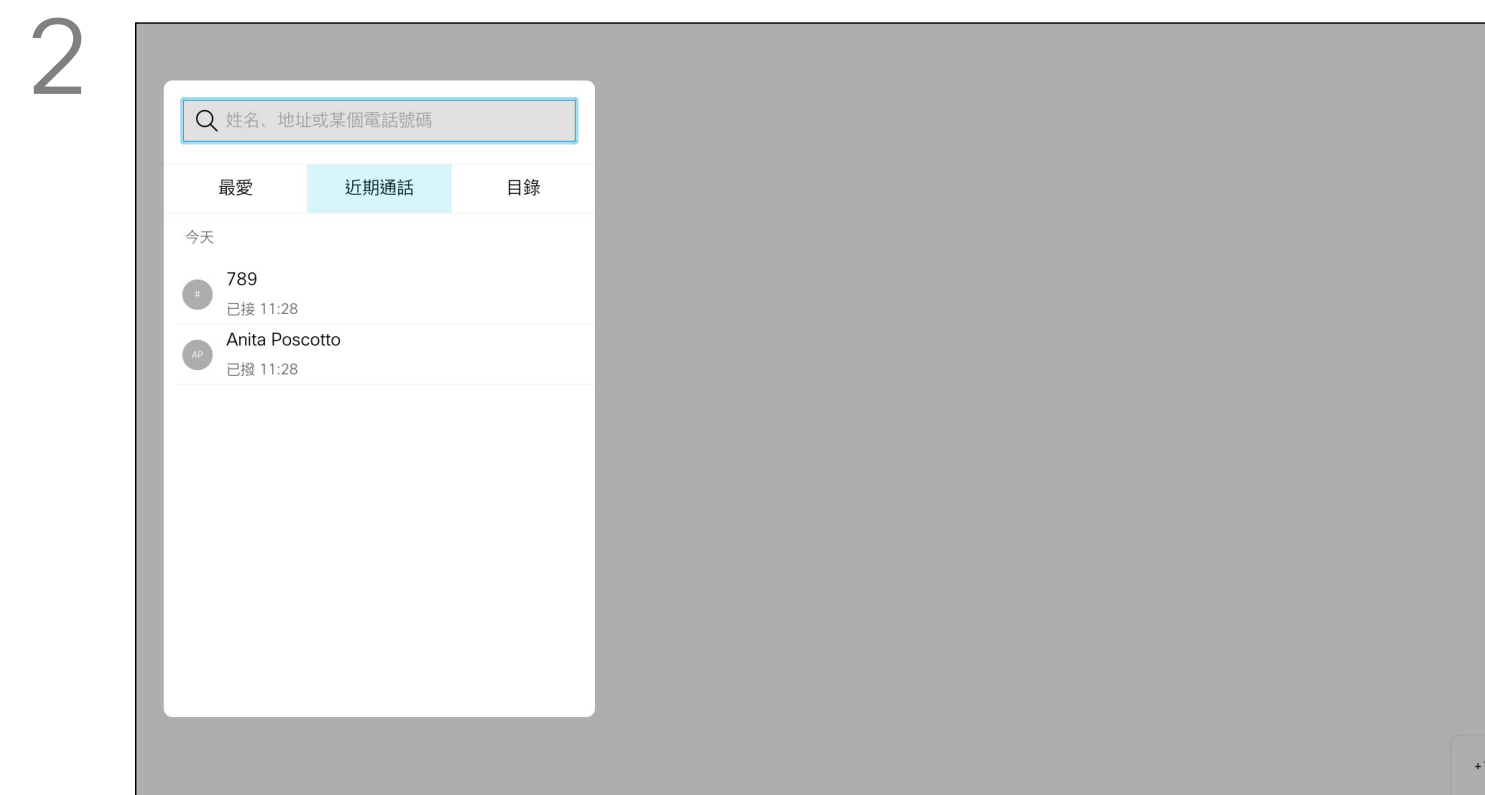 2
姓名、地址或某個電話號碼
最愛 近期通話 目錄
今天
#
789
已接 11:28
AP
Anita Poscotto
已撥 11:28
+